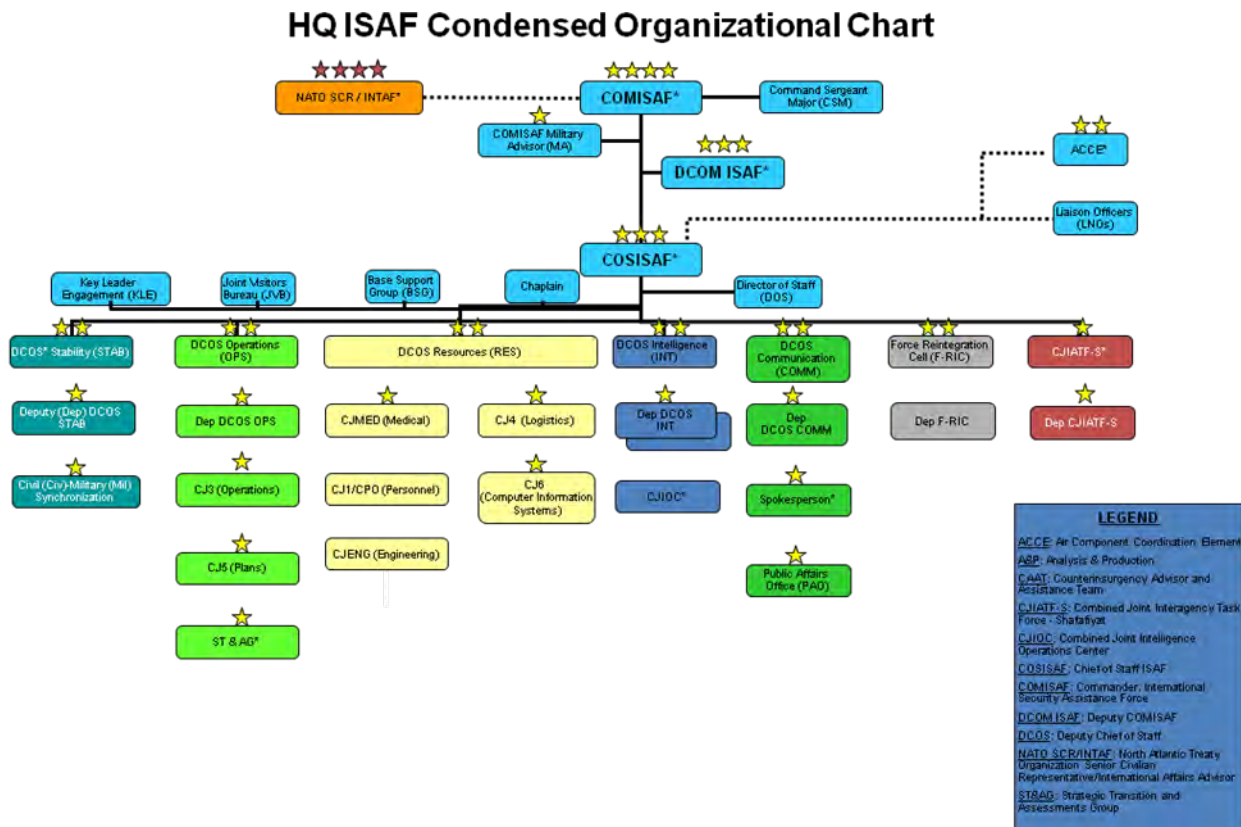 HQ ISAF Condensed Organizational Chart
NATO SCR / INTAF*
COMISAF*
Command Sergeant
Major (CSM)
COMISAF Military
Advisor (MA)
DCOM ISAF*
ACCE*
Liaison Officers
(LNOs)
COSISAF*
Key Leader
Engagement (KLE)
Joint Visitors
Bureau (JVB)
Base Support
Group (BSG)
Chaplain
Director of Staff
(DOS)
DCOS* Stability (STAB)
DCOS Operations
(OPS)
DCOS Resources (RES)
DCOS Intelligence
(INT)
DCOS
Communication
(COMM)
Force Reintegration
Cell (F-RIC)
CJIATF-S*
Deputy (Dep) DCOS
STAB
Dep DCOS OPS
CJMED (Medical)
CJ4 (Logistics)
Dep DCOS
INT
Dep
DCOS COMM
Dep F-RIC
Dep CJIATF-S
Civil (Civ)-Military (Mil)
Synchronization
CJ3 (Operations)
CJ1/CPO (Personnel)
CJ6
(Computer Information
Systems)
CJIOC*
Spokesperson*
CJ5 (Plans)
CJENG (Engineering)
Public Affairs
Office (PAO)
ST & AG*
LEGEND
ACCE: Air Component Coordination Element
A&P: Analysis & Production
CAAT: Counterinsurgency Advisor and
Assistance Team
CJIATF-S: Combined Joint Interagency Task
Force - Shafafiyat
CJIOC: Combined Joint Intelligence
Operations Center
COSISAF: Chief of Staff ISAF
COMISAF: Commander, International
Security Assistance Force
DCOM ISAF: Deputy COMISAF
DCOS: Deputy Chief of Staff
NATO SCR/INTAF: North Atlantic Treaty
Organization Senior Civilian
Representative/International Affairs Advisor
ST&AG: Strategic Transition and
Assessments Group